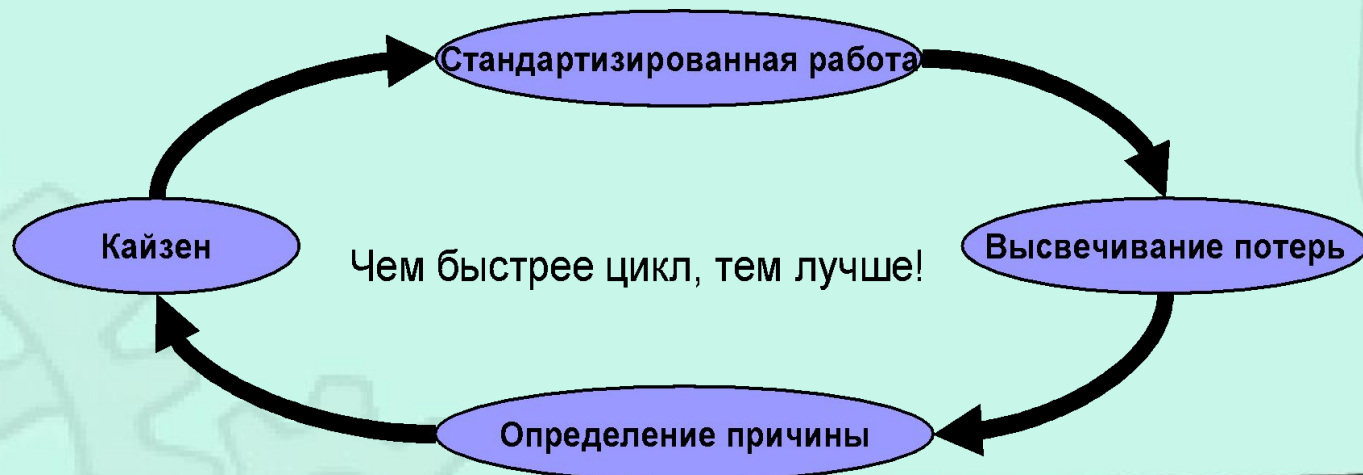 Стандартизированная работа
Кайзен
Чем быстрее цикл, тем лучше!
Высвечивание потерь
Определение причины